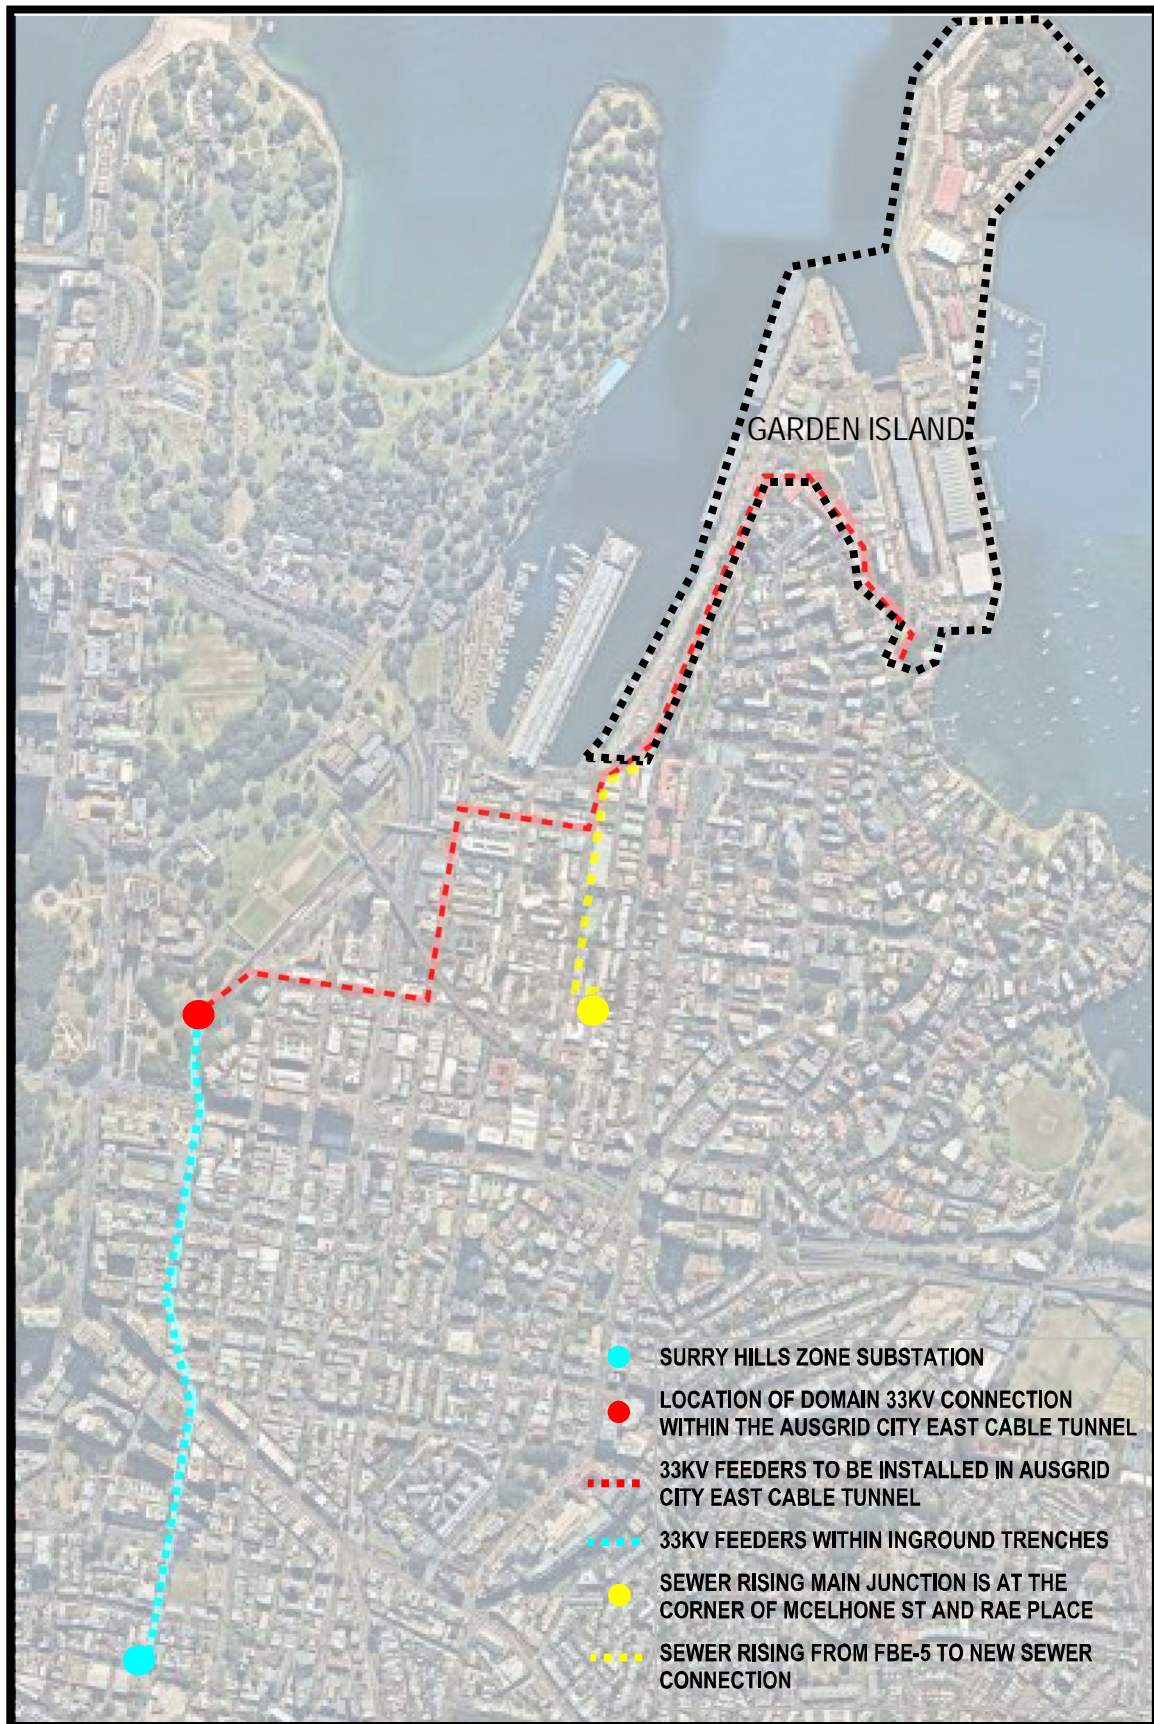 GARDEN ISLAND
SURRY HILLS ZONE SUBSTATION
LOCATION OF DOMAIN 33KV CONNECTION
WITHIN THE AUSGRID CITY EAST CABLE TUNNEL
33KV FEEDERS TO BE INSTALLED IN AUSGRID
CITY EAST CABLE TUNNEL
33KV FEEDERS WITHIN INGROUND TRENCHES
SEWER RISING MAIN JUNCTION IS AT THE
CORNER OF MCELHONE ST AND RAE PLACE
SEWER RISING FROM FBE-5 TO NEW SEWER
CONNECTION